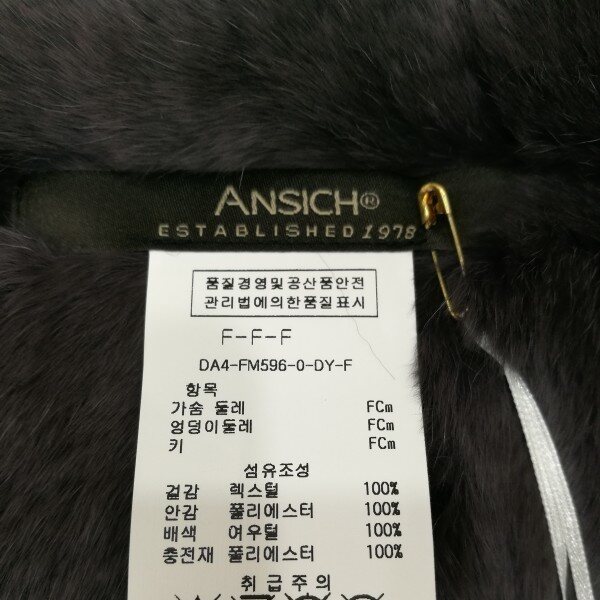 ANSICH®
ESTABLISHED 1978
품질경영및공산품안전
관리법에의한품질표시
F-F-F
DA4-FM596-0-DY-F
항목
가슴 둘레 FCm
엉덩이둘레 FCm
키 FCm
섬유조성
겉감 렉스털 100%
안감 폴리에스터 100%
배색 여우털 100%
충전재 폴리에스터 100%
취급주의